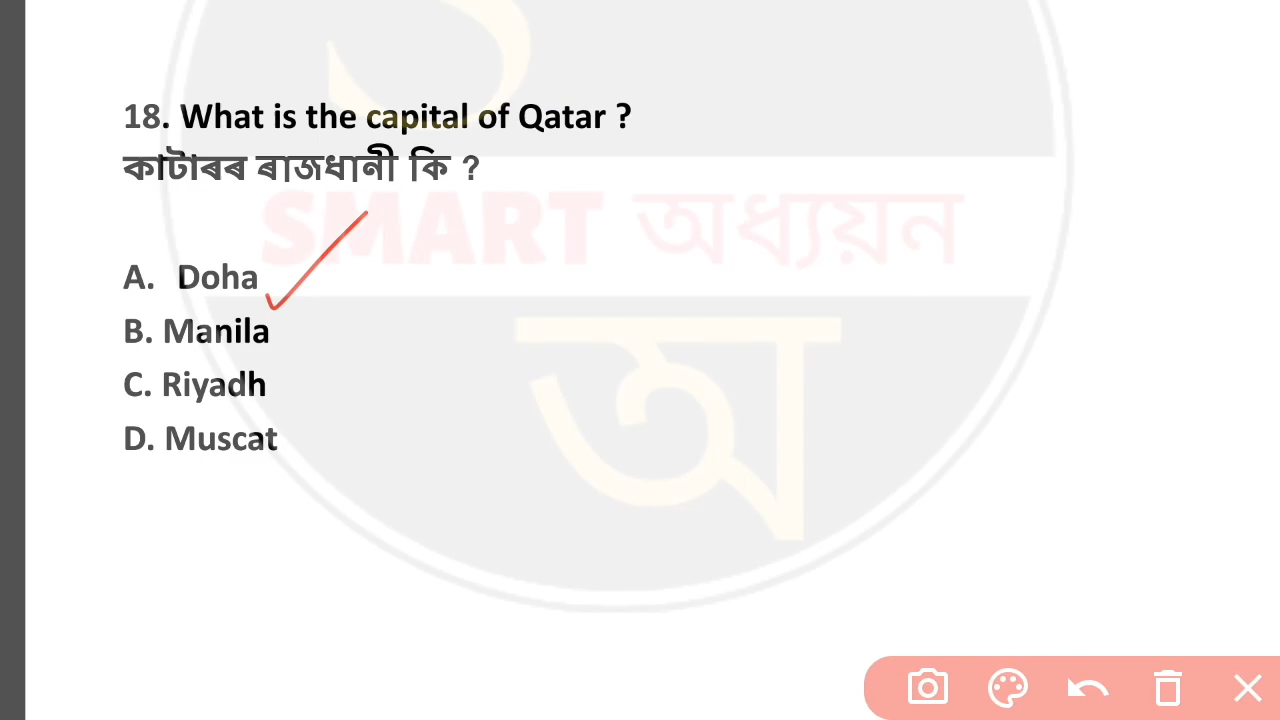 18. What is the capital of Qatar ?
কাটাৰৰ ৰাজধানী কি ?
SMART অধ্যয়ন
A. Doha
B. Manila
C. Riyadh
D. Muscat
অ